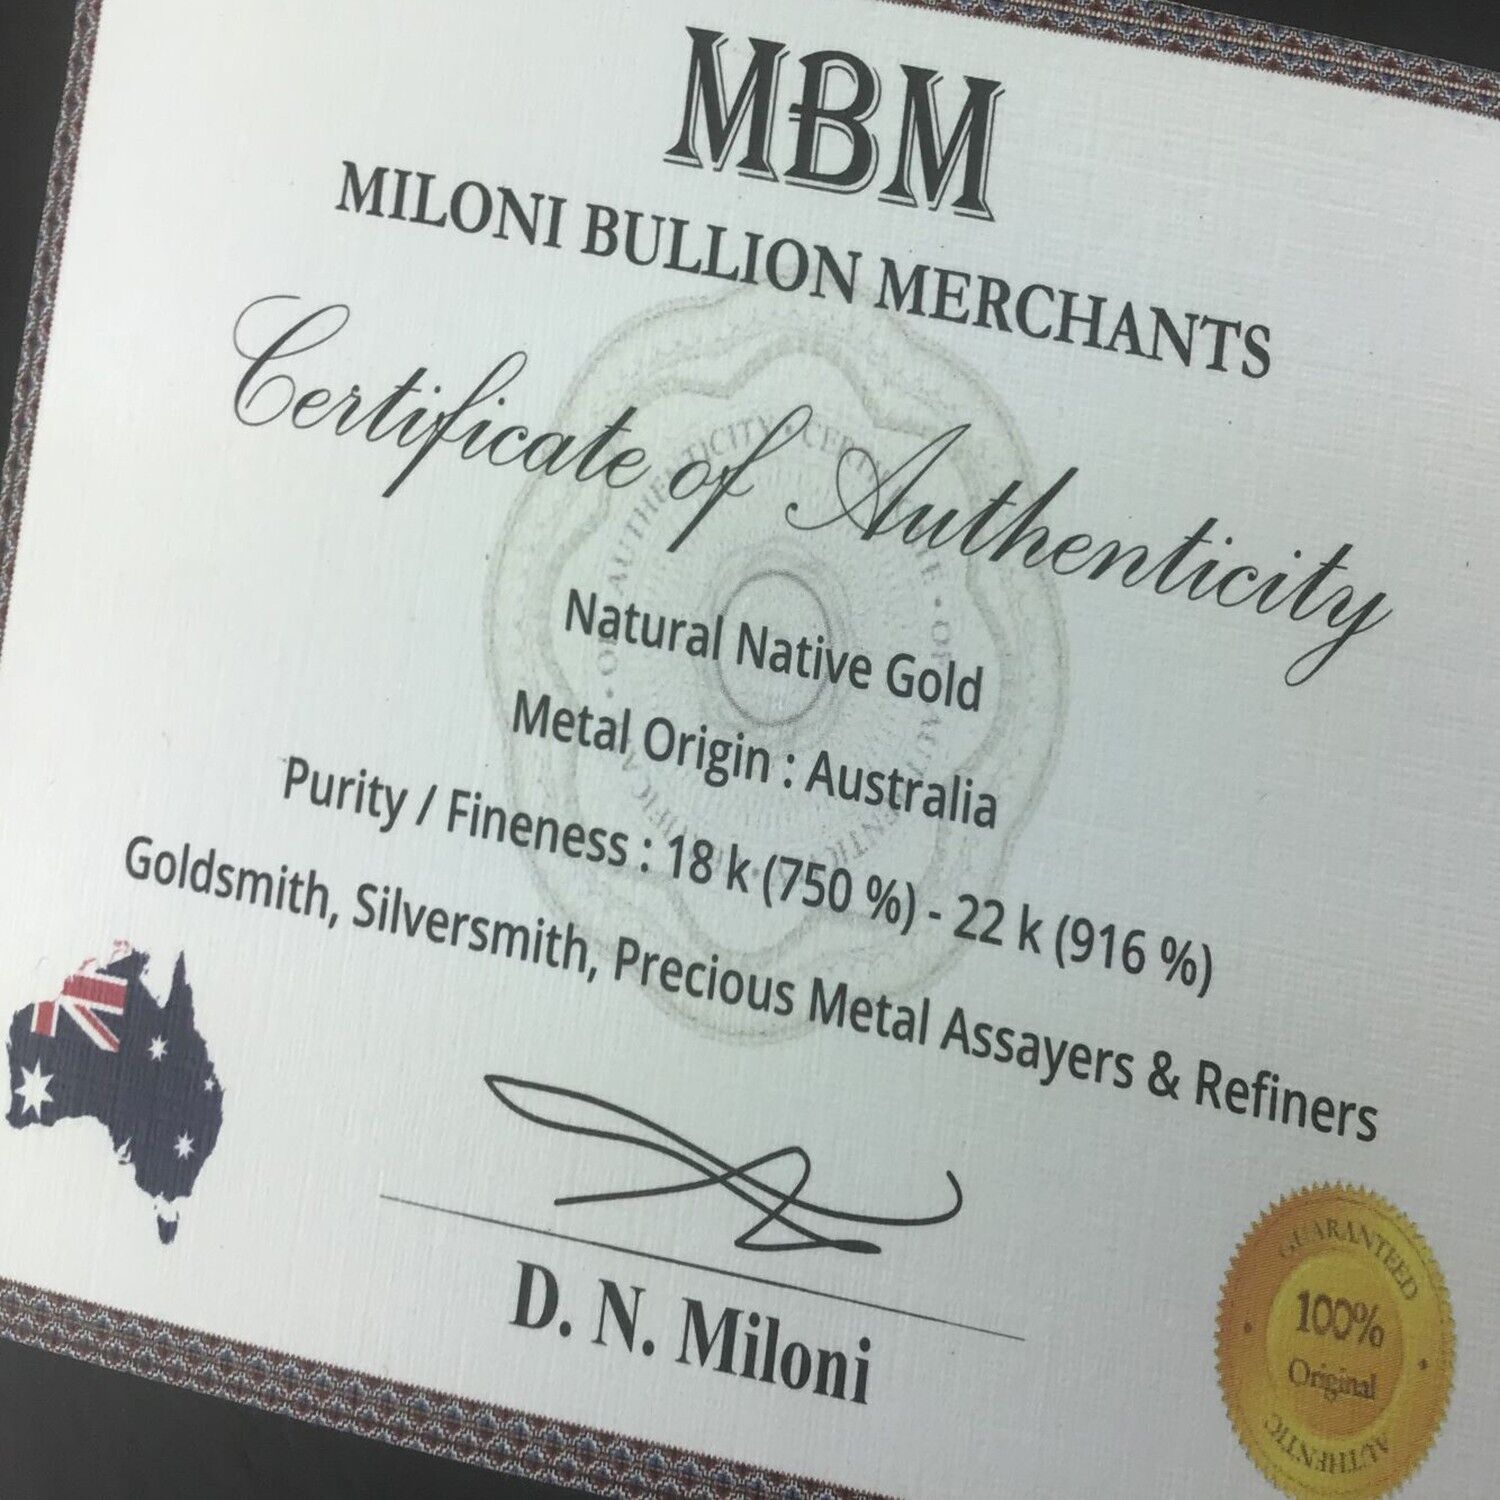 MBM
MILONI BULLION MERCHANTS
Certificate of Authenticity
Natural Native Gold
Metal Origin : Australia
Purity / Fineness : 18 k (750 %) - 22 k (916 %)
Goldsmith, Silversmith, Precious Metal Assayers & Refiners
D. N. Miloni
GUARANTEED
100%
Original
AUTHENTIC